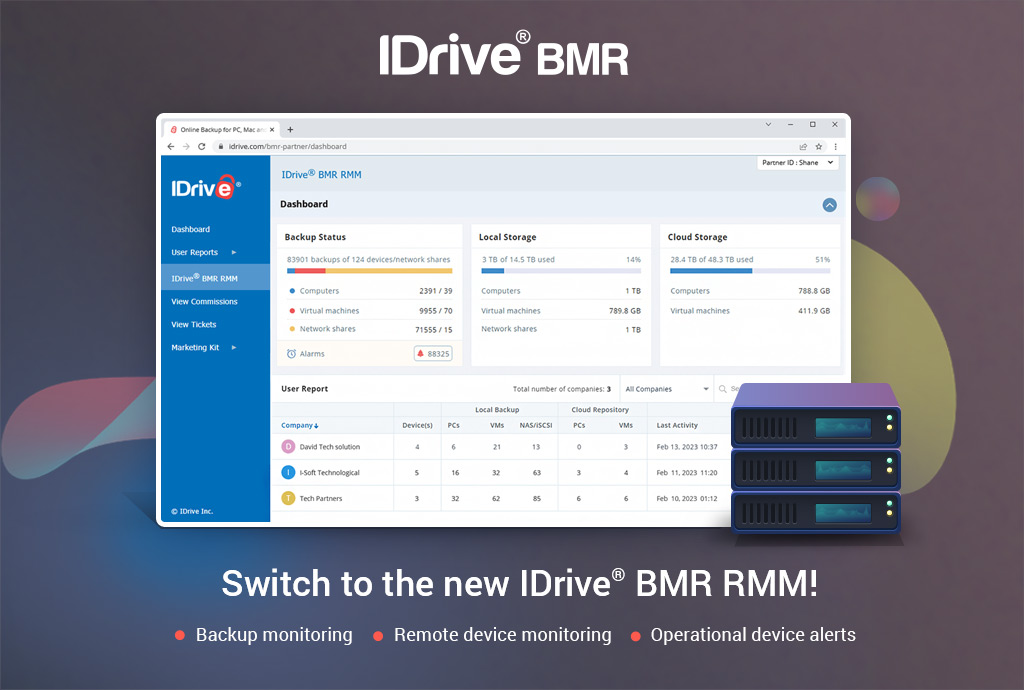 IDrive® BMR
Online Backup for PC, Mac an
idrive.com/bmr-partner/dashboard
Partner ID : Shane
IDrive®
IDrive® BMR RMM
Dashboard
Dashboard
User Reports
IDrive® BMR RMM
View Commissions
View Tickets
Marketing Kit
© IDrive Inc.
Backup Status
83901 backups of 124 devices/network shares
Computers 2391 / 39
Virtual machines 9955 / 70
Network shares 71555 / 15
Alarms 88325
Local Storage
3 TB of 14.5 TB used 14%
Computers 1 TB
Virtual machines 789.8 GB
Network shares 1 TB
Cloud Storage
28.4 TB of 48.3 TB used 51%
Computers 788.8 GB
Virtual machines 411.9 GB
User Report Total number of companies: 3 All Companies
Local Backup Cloud Repository
Company Device(s) PCs VMs NAS/iSCSI PCs VMs Last Activity
D David Tech solution 4 6 21 13 0 3 Feb 13, 2023 10:37
I I-Soft Technological 5 16 32 63 3 4 Feb 11, 2023 11:20
T Tech Partners 3 32 62 85 6 6 Feb 10, 2023 01:12
Switch to the new IDrive® BMR RMM!
Backup monitoring Remote device monitoring Operational device alerts